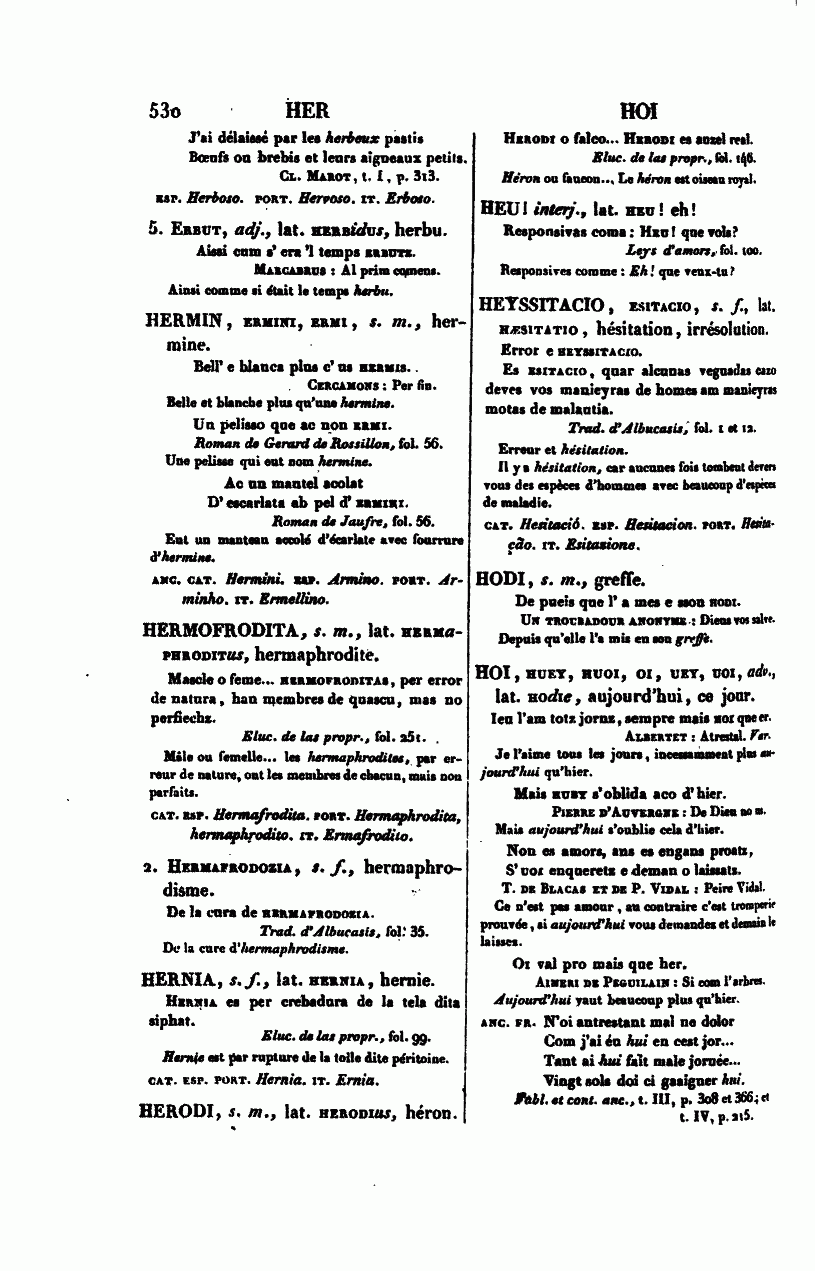 530 HER HOI
J'ai délaissé par les herbeux pastis
Bœufs ou brebis et leurs aigneaux petits.
CL. MAROT, t. I, p. 313.
ESP. Herboso. PORT. Hervoso. IT. Erboso.
5. ERBUT, adj., lat. HERBidus, herbu.
Aissi cum s' era 'l temps ERBUTZ.
MARCABRUS : Al prim comens.
Ainsi comme si était le temps herbu.
HERMIN, ERMINI, ERMI, s. m., her-
mine.
Bell' e blanca plus c' us HERMIS.
CERCAMONS : Per fin.
Belle et blanche plus qu'une hermine.
Un pelisso que ac non ERMI.
Roman de Gerard de Rossillon, fol. 56.
Une pelisse qui eut nom hermine.
Ac un mantel acolat
D' escarlata ab pel d' ERMINI.
Roman de Jaufre, fol. 56.
Eut un manteau accolé d'écarlate avec fourrure
d'hermine.
ANC. CAT. Hermini. ESP. Armino. PORT. Ar-
minho. IT. Ermellino.
HERMOFRODITA, s. m., lat. HERMa-
PHRODITus, hermaphrodite.
Mascle o feme... HERMOFRODITAS, per error
de natura, han membres de quascu, mas no
perfiechz.
Eluc. de las propr., fol. 251.
Mâle ou femelle... les hermaphrodites, par er-
reur de nature, ont les membres de chacun, mais non
parfaits.
CAT. ESP. Hermafrodita. PORT. Hermaphrodita,
hermaphrodito. IT. Ermafrodito.
2. HERMAFRODOZIA, s. f., hermaphro-
disme.
De la cura de HERMAFRODOZIA.
Trad. d'Albucasis, fol. 35.
De la cure d'hermaphrodisme.
HERNIA, s. f., lat. HERNIA, hernie.
HERNIA es per crebadura de la tela dita
siphat.
Eluc. de las propr., fol. 99.
Hernie est par rupture de la toile dite péritoine.
CAT. ESP. PORT. Hernia. IT. Ernia.
HERODI, s. m., lat. HERODIus, héron.
HERODI o falco... HERODI es auzel real.
Eluc. de las propr., fol. 146.
Héron ou faucon... Le héron est oiseau royal.
HEU! interj., lat. HEU! eh!
Responsivas coma : HEU! que vols?
Leys d'amors, fol. 100.
Responsives comme : Eh! que veux-tu?
HEYSSITACIO, ESITACIO, s. f., lat.
HÆSITATIO, hésitation, irrésolution.
Error e HEYSSITACIO.
Es ESITACIO, quar alcunas vegnadas cazo
deves vos manieyras de homes am manieyras
motas de malautia.
Trad. d'Albucasis, fol. 1 et 12.
Erreur et hésitation.
Il y a hésitation, car aucunes fois tombent devers
vous des espèces d'hommes avec beaucoup d'espèces
de maladie.
CAT. Hesitació. ESP. Hesitacion. PORT. Hesita-
ção. IT. Esitazione.
HODI, s. m., greffe.
De pueis que l' a mes e sson HODI.
UN TROUBADOUR ANONYME : Dieus vos salve.
Depuis qu'elle l'a mis en son greffe.
HOI, HUEY, HUOI, OI, UEY, UOI, adv.,
lat. HOdie, aujourd'hui, ce jour.
Ieu l'am totz jornz, sempre mais HOI que er.
ALBERTET : Atrestal. Var.
Je l'aime tous les jours, incessamment plus au-
jourd'hui qu'hier.
Mais HUEY s'oblida aco d'hier.
PIERRE D'AUVERGNE : De Dieu no m.
Mais aujourd'hui s'oublie cela d'hier.
Non es amors, ans es engans proatz,
S' UOI enqueretz e deman o laissatz.
T. DE BLACAS ET DE P. VIDAL : Peire Vidal.
Ce n'est pas amour, au contraire c'est tromperie
prouvée, si aujourd'hui vous demandez et demain le
laissez.
OI val pro mais que her.
AIMERI DE PEGUILAIN : Si com l'arbres.
Aujourd'hui vaut beaucoup plus qu'hier.
ANC. FR. N'oi antrestant mal ne dolor
Com j'ai éu hui en cest jor...
Tant ai hui fait male jornée...
Vingt sols doi ci gaaigner hui.
Fabl. et cont. anc., t. III, p. 308 et 366; et
t. IV, p. 215.